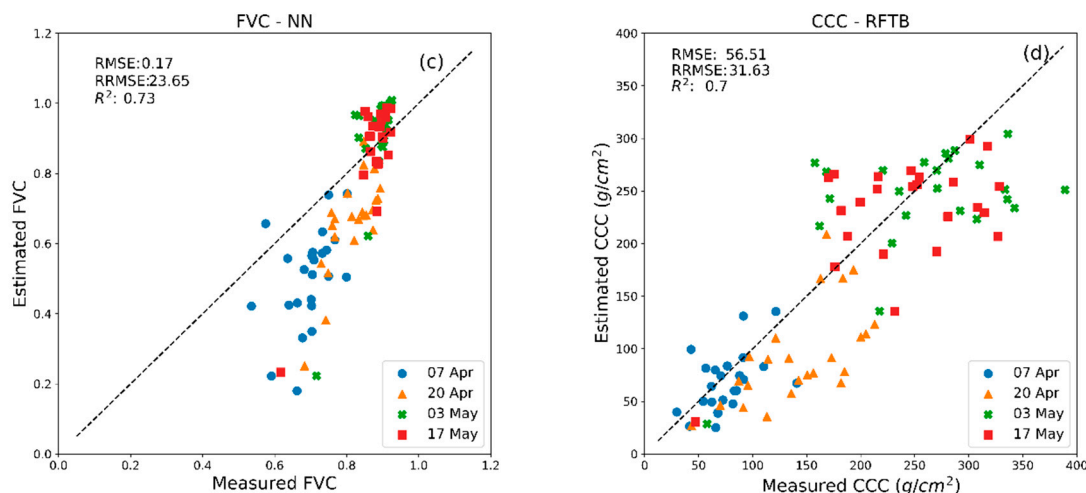 FVC - NN
1.2
1.0
0.8
0.6
0.4
0.2
0.0
0.2
0.4
0.6
0.8
1.0
1.2
Estimated FVC
Measured FVC
RMSE:0.17
RRMSE:23.65
R²: 0.73
(c)
07 Apr
20 Apr
03 May
17 May
CCC - RFTB
400
350
300
250
200
150
100
50
0
0
50
100
150
200
250
300
350
400
Estimated CCC (g/cm²)
Measured CCC (g/cm²)
RMSE: 56.51
RRMSE:31.63
R²: 0.7
(d)
07 Apr
20 Apr
03 May
17 May